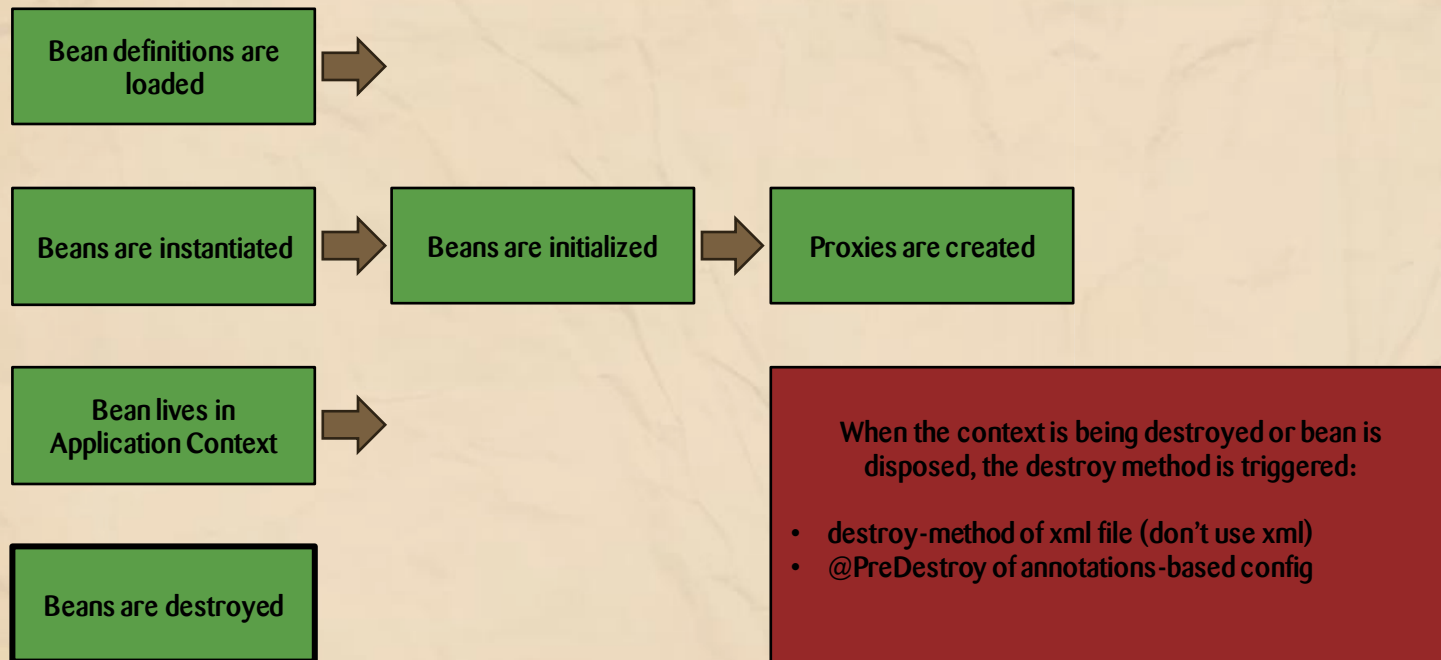 Bean definitions are
loaded
Beans are instantiated
Beans are initialized
Proxies are created
Bean lives in
Application Context
When the context is being destroyed or bean is
disposed, the destroy method is triggered:
• destroy-method of xml file (don't use xml)
• @PreDestroy of annotations-based config
Beans are destroyed